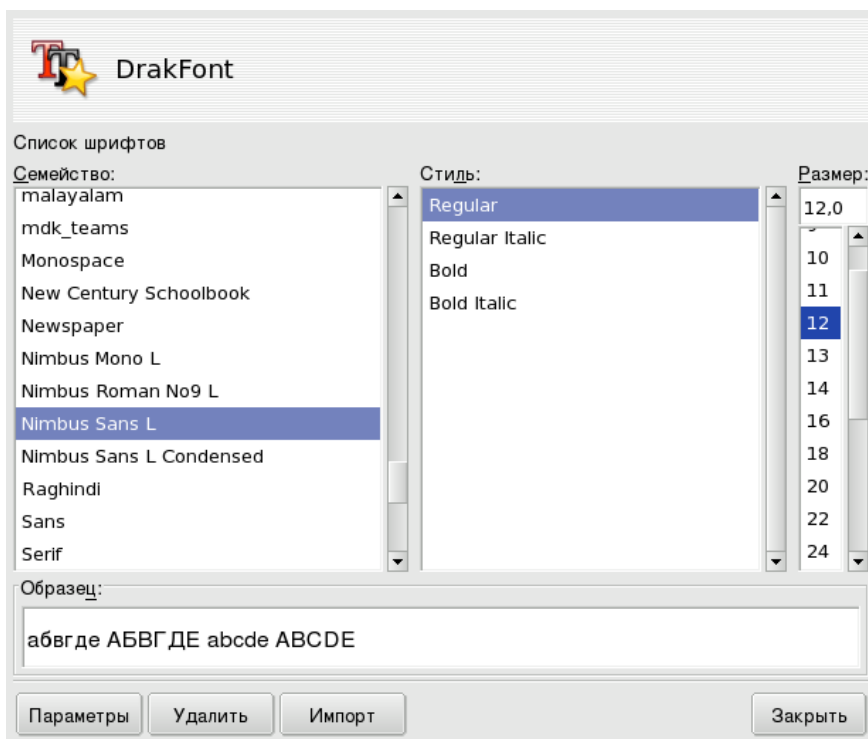 DrakFont
Список шрифтов
Семейство:
malayalam
mdk_teams
Monospace
New Century Schoolbook
Newspaper
Nimbus Mono L
Nimbus Roman No9 L
Nimbus Sans L
Nimbus Sans L Condensed
Raghindi
Sans
Serif
Стиль:
Regular
Regular Italic
Bold
Bold Italic
Размер:
12,0
10
11
12
13
14
16
18
20
22
24
Образец:
абвгде АБВГДЕ abcde ABCDE
Параметры
Удалить
Импорт
Закрыть